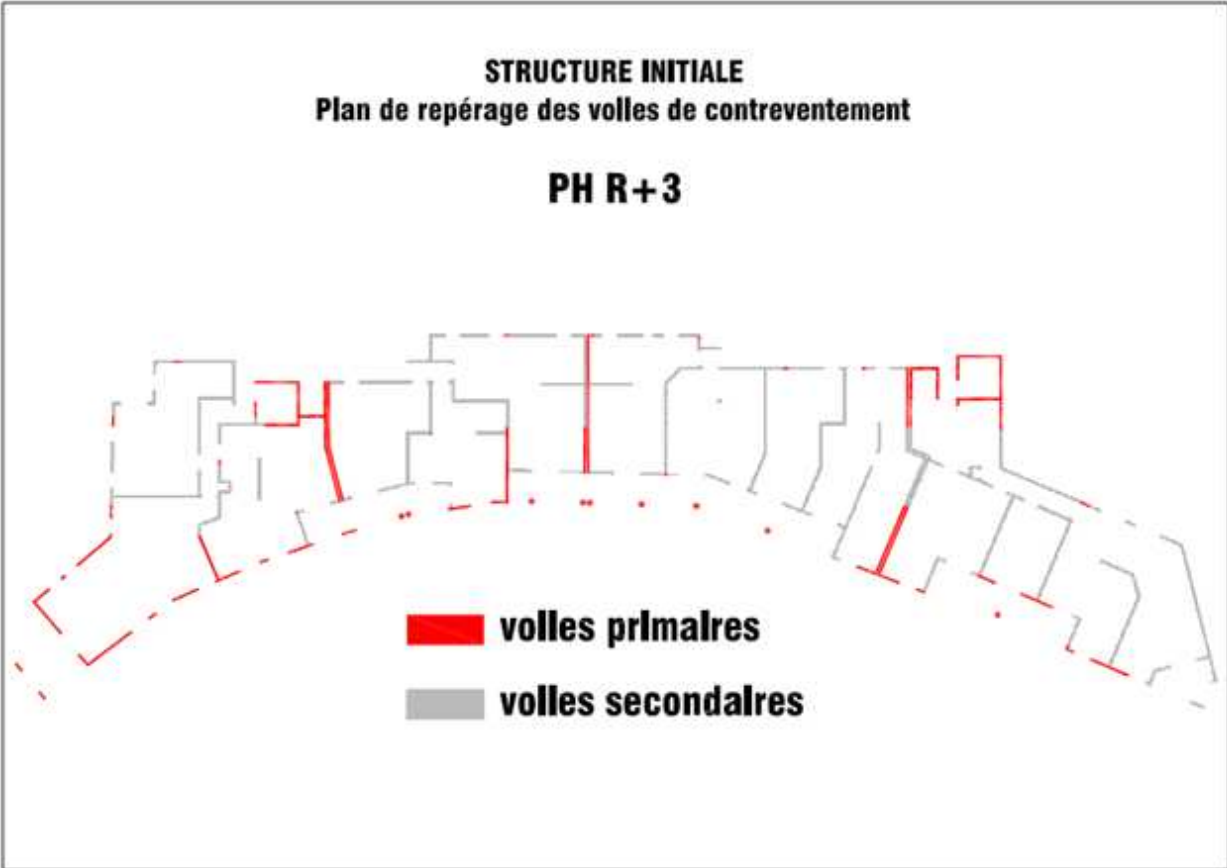 STRUCTURE INITIALE
Plan de repérage des voiles de contreventement
PH R+3
voiles primaires
voiles secondaires